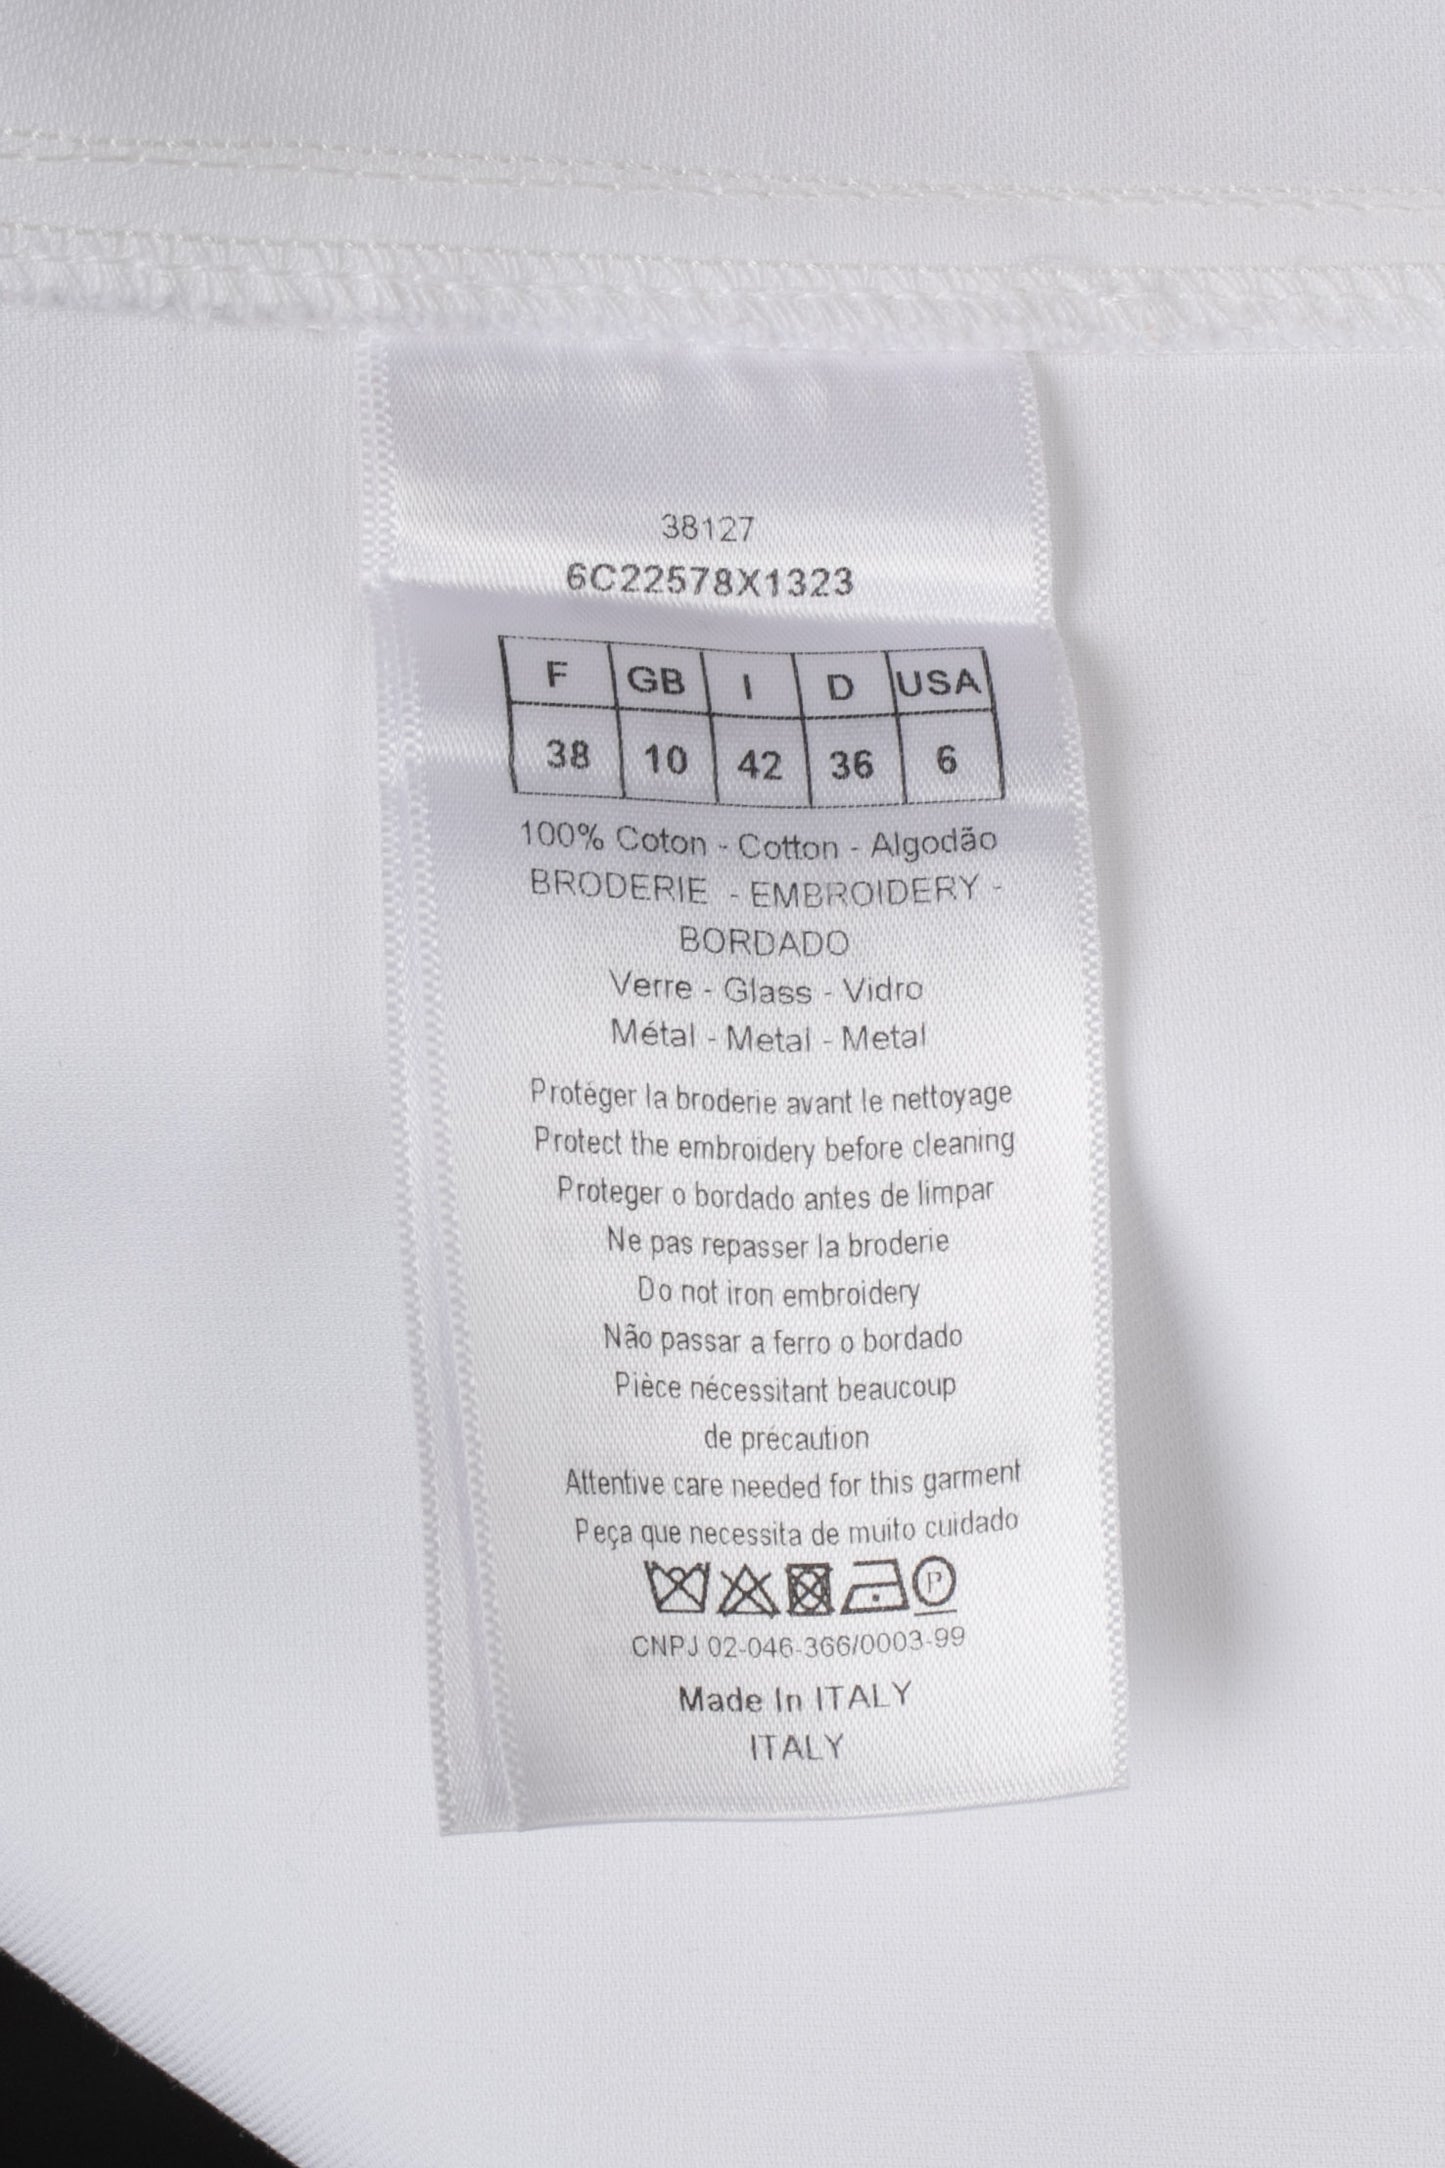 38127
6C22578X1323
F GB I D USA
38 10 42 36 6
100% Coton - Cotton - Algodão
BRODERIE - EMBROIDERY -
BORDADO
Verre - Glass - Vidro
Métal - Metal - Metal
Protéger la broderie avant le nettoyage
Protect the embroidery before cleaning
Proteger o bordado antes de limpar
Ne pas repasser la broderie
Do not iron embroidery
Não passar a ferro o bordado
Pièce nécessitant beaucoup
de précaution
Attentive care needed for this garment
Peça que necessita de muito cuidado
P
CNPJ 02-046-366/0003-99
Made In ITALY
ITALY